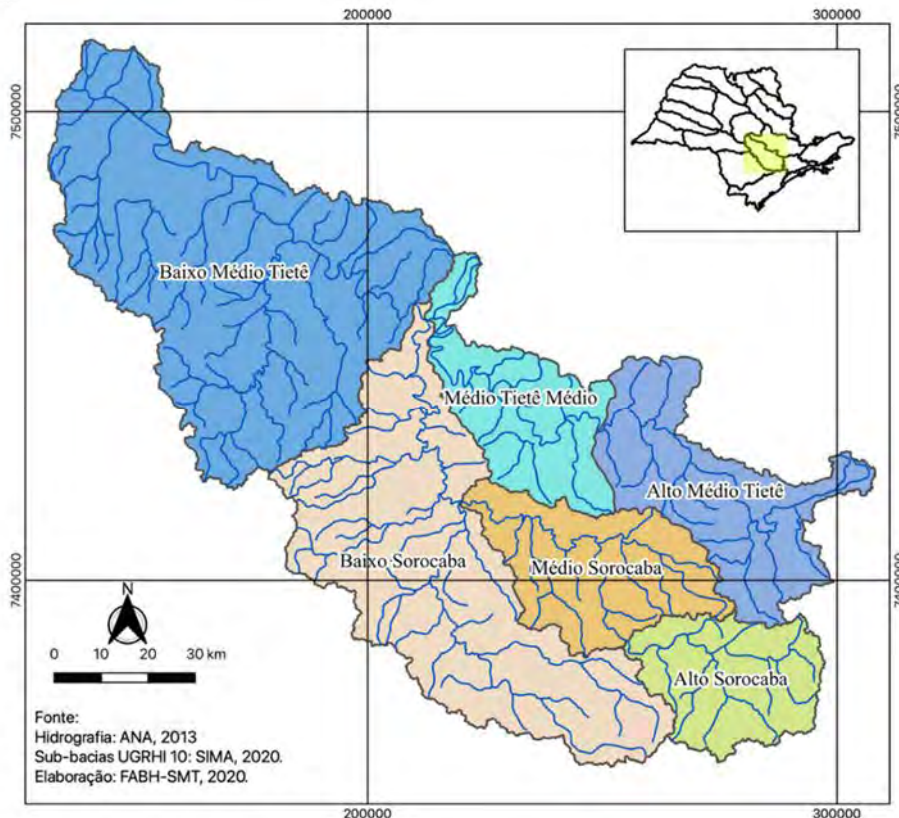 200000
300000
7500000
7500000
Baixo Médio Tietê
Médio Tietê Médio
Alto Médio Tietê
Baixo Sorocaba
Médio Sorocaba
7400000
7400000
Alto Sorocaba
N
0 10 20 30 km
Fonte:
Hidrografia: ANA, 2013
Sub-bacias UGRHI 10: SIMA, 2020.
Elaboração: FABH-SMT, 2020.
200000
300000